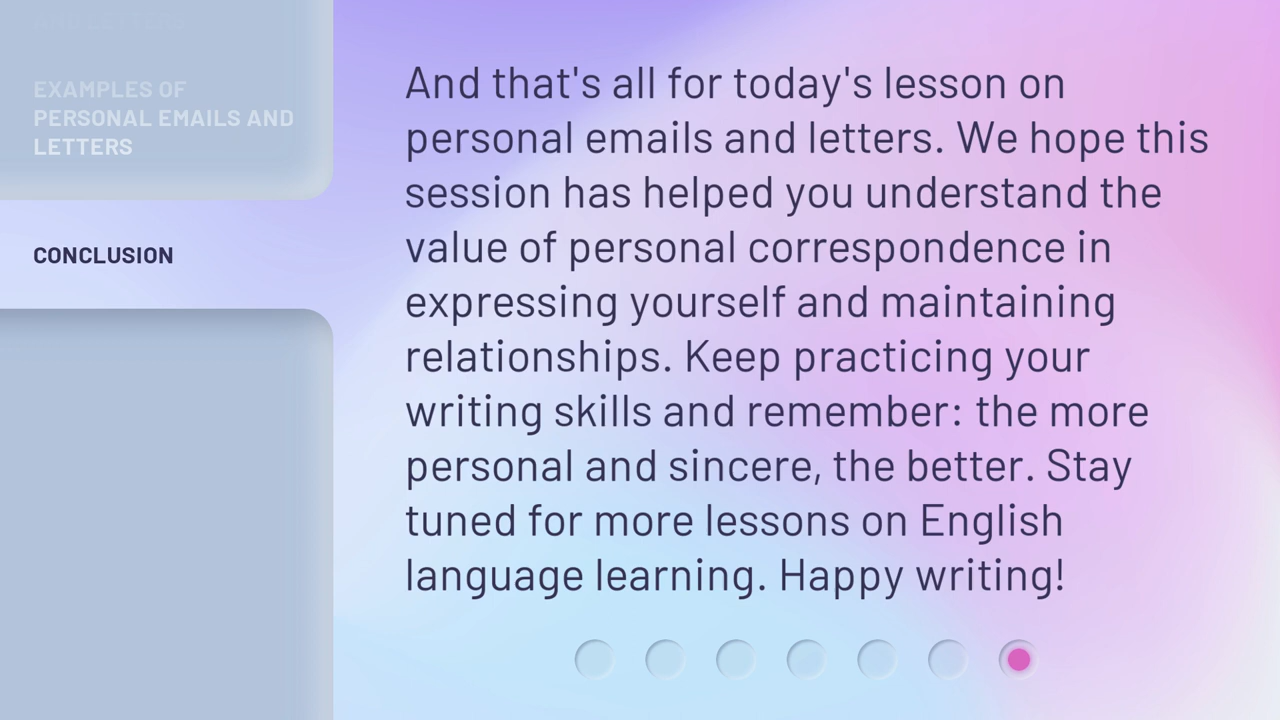 EXAMPLES OF
PERSONAL EMAILS AND
LETTERS
CONCLUSION
And that's all for today's lesson on
personal emails and letters. We hope this
session has helped you understand the
value of personal correspondence in
expressing yourself and maintaining
relationships. Keep practicing your
writing skills and remember: the more
personal and sincere, the better. Stay
tuned for more lessons on English
language learning. Happy writing!